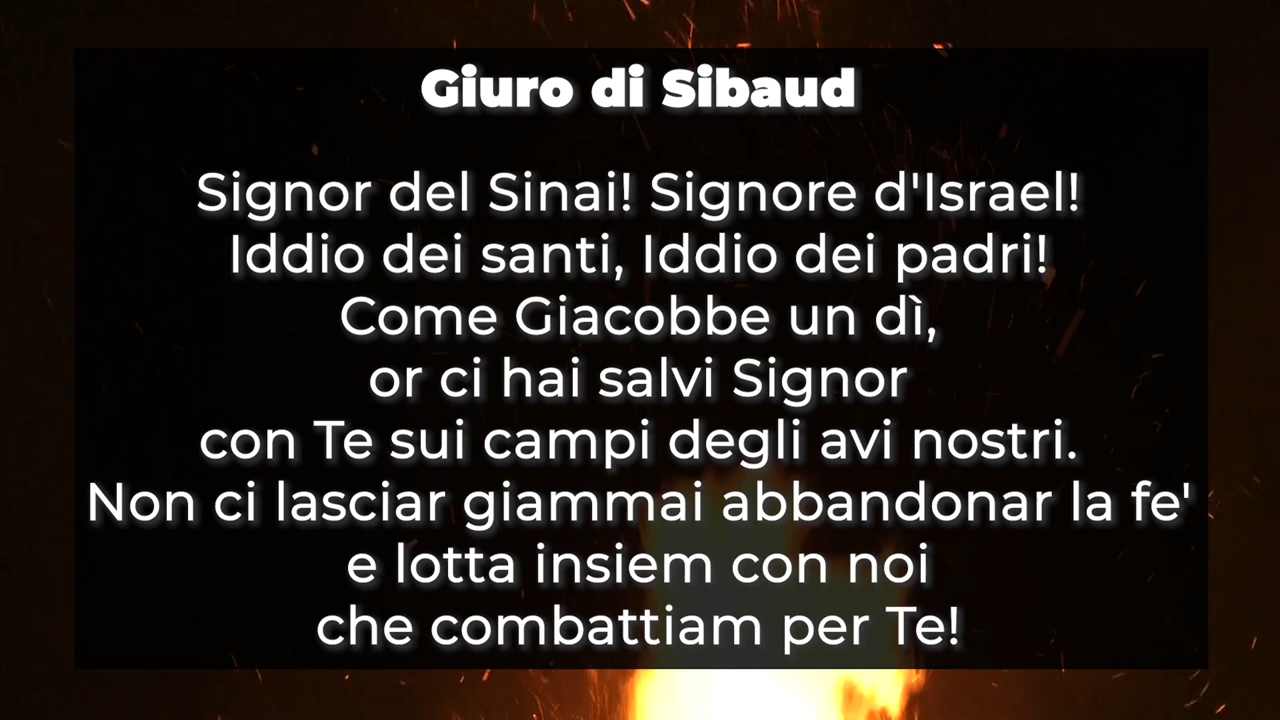 Giuro di Sibaud
Signor del Sinai! Signore d'Israel!
Iddio dei santi, Iddio dei padri!
Come Giacobbe un dì,
or ci hai salvi Signor
con Te sui campi degli avi nostri.
Non ci lasciar giammai abbandonar la fe'
e lotta insiem con noi
che combattiam per Te!